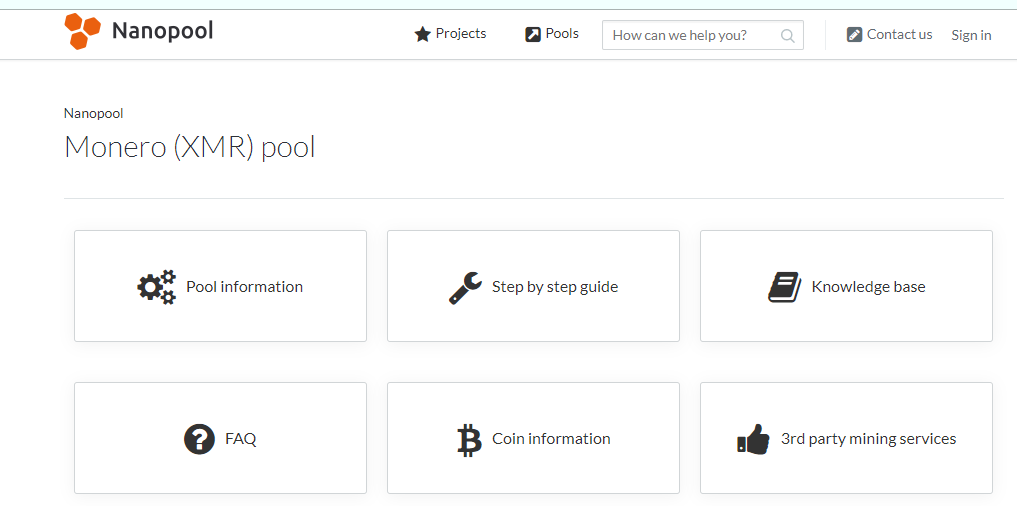 Nanopool
Projects Pools How can we help you? Contact us Sign in
Nanopool
Monero (XMR) pool
Pool information Step by step guide Knowledge base
FAQ Coin information 3rd party mining services